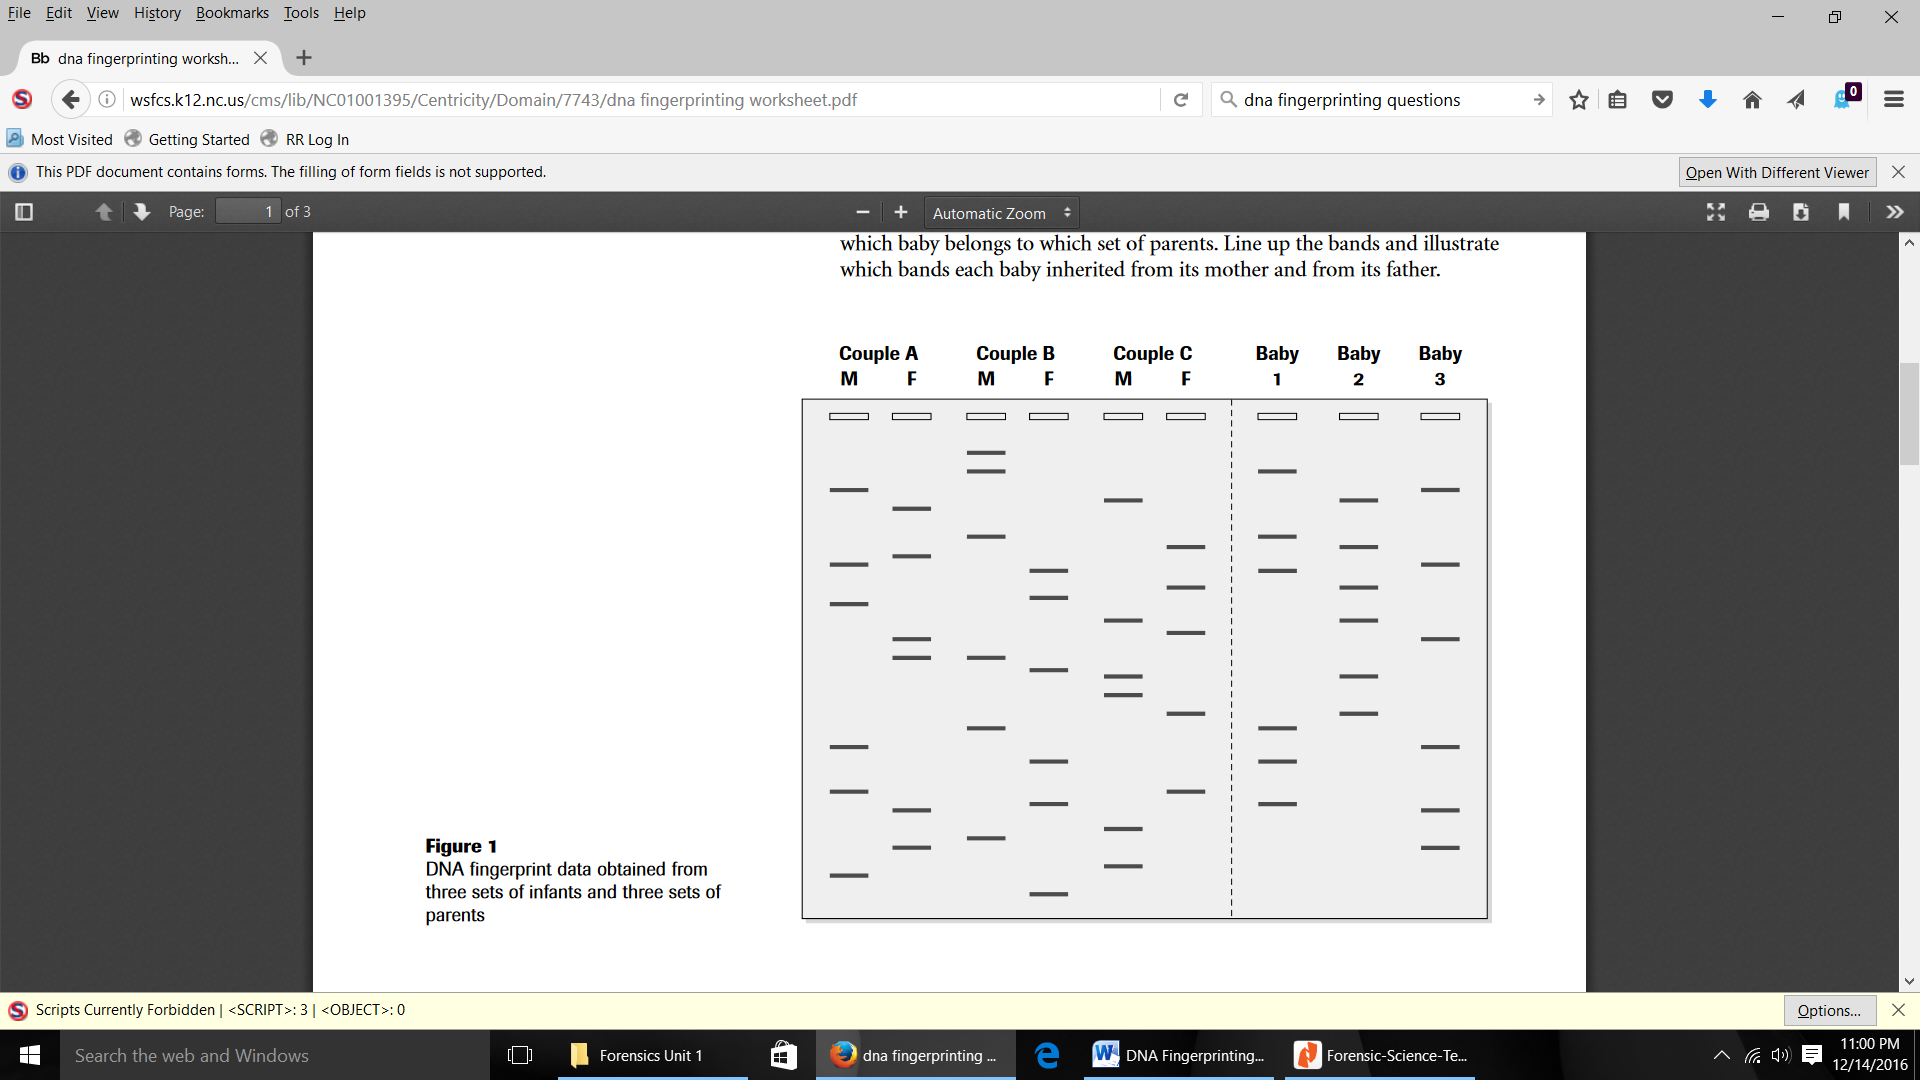 File Edit View History Bookmarks Tools Help
Bb dna fingerprinting worksh...
wsfcs.k12.nc.us/cms/lib/NC01001395/Centricity/Domain/7743/dna fingerprinting worksheet.pdf
dna fingerprinting questions
0
Most Visited Getting Started RR Log In
This PDF document contains forms. The filling of form fields is not supported.
Open With Different Viewer
Page: 1 of 3
Automatic Zoom
which baby belongs to which set of parents. Line up the bands and illustrate
which bands each baby inherited from its mother and from its father.
Couple A Couple B Couple C Baby Baby Baby
M F M F M F 1 2 3
Figure 1
DNA fingerprint data obtained from
three sets of infants and three sets of
parents
S Scripts Currently Forbidden | <SCRIPT>: 3 | <OBJECT>: 0
Options...
Search the web and Windows
Forensics Unit 1
dna fingerprinting ...
DNA Fingerprinting...
Forensic-Science-Te...
11:00 PM
12/14/2016